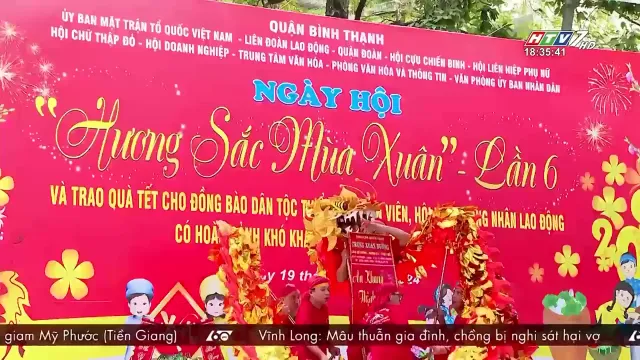 QUẬN BÌNH THẠNH
HTV7 HD
18:35:41
ỦY BAN MẶT TRẬN TỔ QUỐC VIỆT NAM - LIÊN ĐOÀN LAO ĐỘNG - QUẬN ĐOÀN - HỘI CỰU CHIẾN BINH - HỘI LIÊN HIỆP PHỤ NỮ
HỘI CHỮ THẬP ĐỎ - HỘI DOANH NGHIỆP - TRUNG TÂM VĂN HÓA - PHÒNG VĂN HÓA VÀ THÔNG TIN - VĂN PHÒNG ỦY BAN NHÂN DÂN
NGÀY HỘI
"Hương Sắc Mùa Xuân" - Lần 6
VÀ TRAO QUÀ TẾT CHO ĐỒNG BÀO DÂN TỘC VIÊN, NHÂN LAO ĐỘNG
CÓ KHÓ
19
giam Mỹ Phước (Tiền Giang) 60 Vĩnh Long: Mâu thuẫn gia đình, chồng bị nghi sát hại vợ